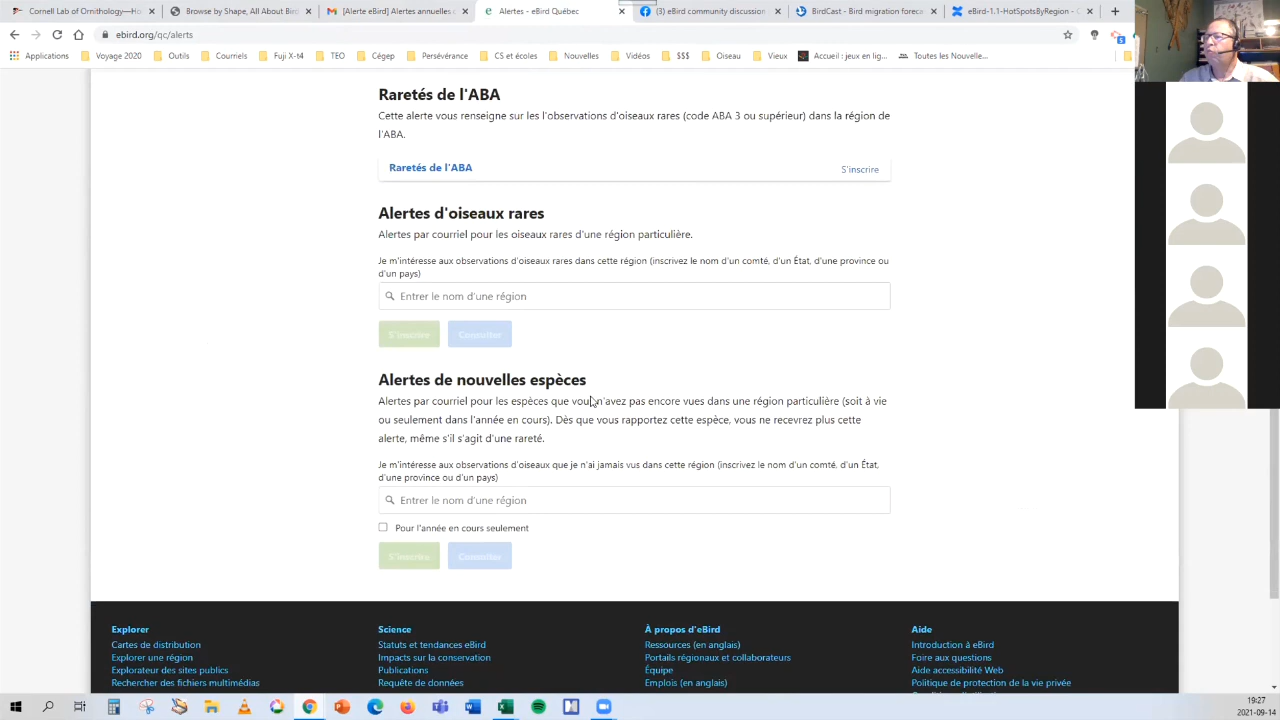 Cornell Lab of Ornithology—Ho
Browse by Shape, All About Bird
[Alerte eBird] Alertes annuelles
Alertes - eBird Québec
(3) eBird community discussion
BirdCast - Bird migration foreca
eBird-1.1-HotSpotsByRegion - C
ebird.org/qc/alerts
Applications
Voyage 2020
Outils
Courriels
Fuji X-t4
TEO
Cégep
Persévérance
CS et écoles
Nouvelles
Vidéos
$$$
Oiseau
Vieux
Accueil : jeux en lig...
Toutes les Nouvelle...
Raretés de l'ABA
Cette alerte vous renseigne sur les l'observations d'oiseaux rares (code ABA 3 ou supérieur) dans la région de
l'ABA.
Raretés de l'ABA
S'inscrire
Alertes d'oiseaux rares
Alertes par courriel pour les oiseaux rares d'une région particulière.
Je m'intéresse aux observations d'oiseaux rares dans cette région (inscrivez le nom d'un comté, d'un État, d'une province ou
d'un pays)
Entrer le nom d'une région
S'inscrire
Consulter
Alertes de nouvelles espèces
Alertes par courriel pour les espèces que vous n'avez pas encore vues dans une région particulière (soit à vie
ou seulement dans l'année en cours). Dès que vous rapportez cette espèce, vous ne recevrez plus cette
alerte, même s'il s'agit d'une rareté.
Je m'intéresse aux observations d'oiseaux que je n'ai jamais vus dans cette région (inscrivez le nom d'un comté, d'un État,
d'une province ou d'un pays)
Entrer le nom d'une région
Pour l'année en cours seulement
S'inscrire
Consulter
Explorer
Cartes de distribution
Explorer une région
Explorateur des sites publics
Rechercher des fichiers multimédias
Science
Statuts et tendances eBird
Impacts sur la conservation
Publications
Requête de données
À propos d'eBird
Ressources (en anglais)
Portails régionaux et collaborateurs
Équipe
Emplois (en anglais)
Aide
Introduction à eBird
Foire aux questions
Aide accessibilité Web
Politique de protection de la vie privée
19:27
2021-09-14